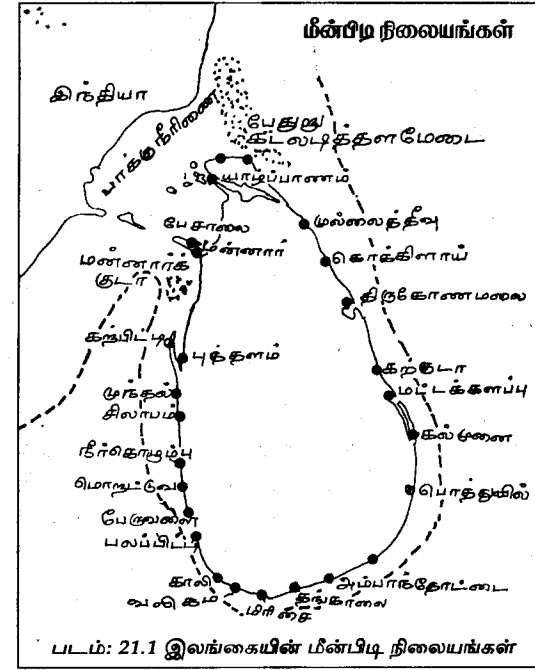 மீன்பிடி நிலையங்கள்
இந்தியா
பாக்குநீரிணை
பேதுறு
கடலடித்தளமேடை
யாழ்ப்பாணம்
முல்லைத்தீவு
பேசாலை
மன்னார்
கொக்கிளாய்
மன்னார்க்
குடா
திருகோணமலை
கற்பிட்டி
புத்தளம்
கற்குடா
முந்தல்
மட்டக்களப்பு
சிலாபம்
கல்முனை
நீர்கொழும்பு
மொறட்டுவ
பொத்துவில்
பேருவளை
பலப்பிட்டி
காலி
அம்பாந்தோட்டை
வலிகம
தங்காலை
மிரிசை
படம்: 21.1 இலங்கையின் மீன்பிடி நிலையங்கள்